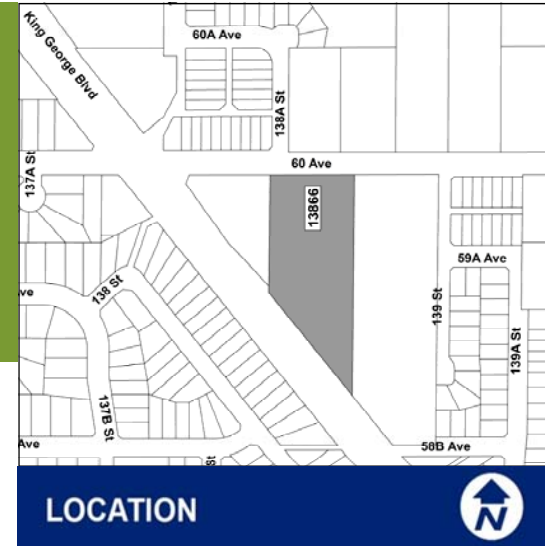 60A Ave
King George Blvd
138A St
60 Ave
137A St
13866
59A Ave
138 St
ve
139 St
139A St
137B St
58B Ave
Ave
St
LOCATION
N